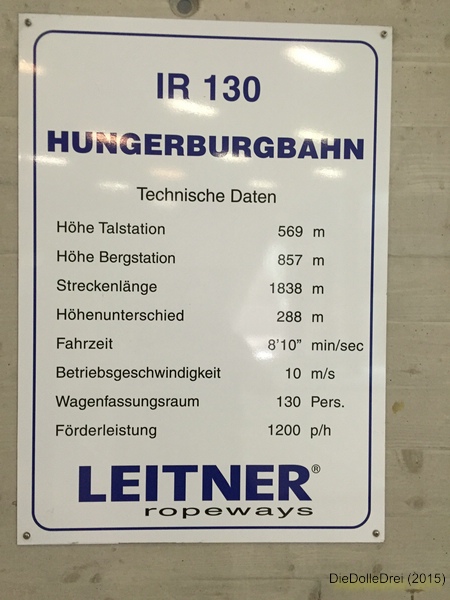 IR 130
HUNGERBURGBAHN
Technische Daten
Höhe Talstation 569 m
Höhe Bergstation 857 m
Streckenlänge 1838 m
Höhenunterschied 288 m
Fahrzeit 8'10" min/sec
Betriebsgeschwindigkeit 10 m/s
Wagenfassungsraum 130 Pers.
Förderleistung 1200 p/h
LEITNER®
ropeways
DieDolleDrei (2015)